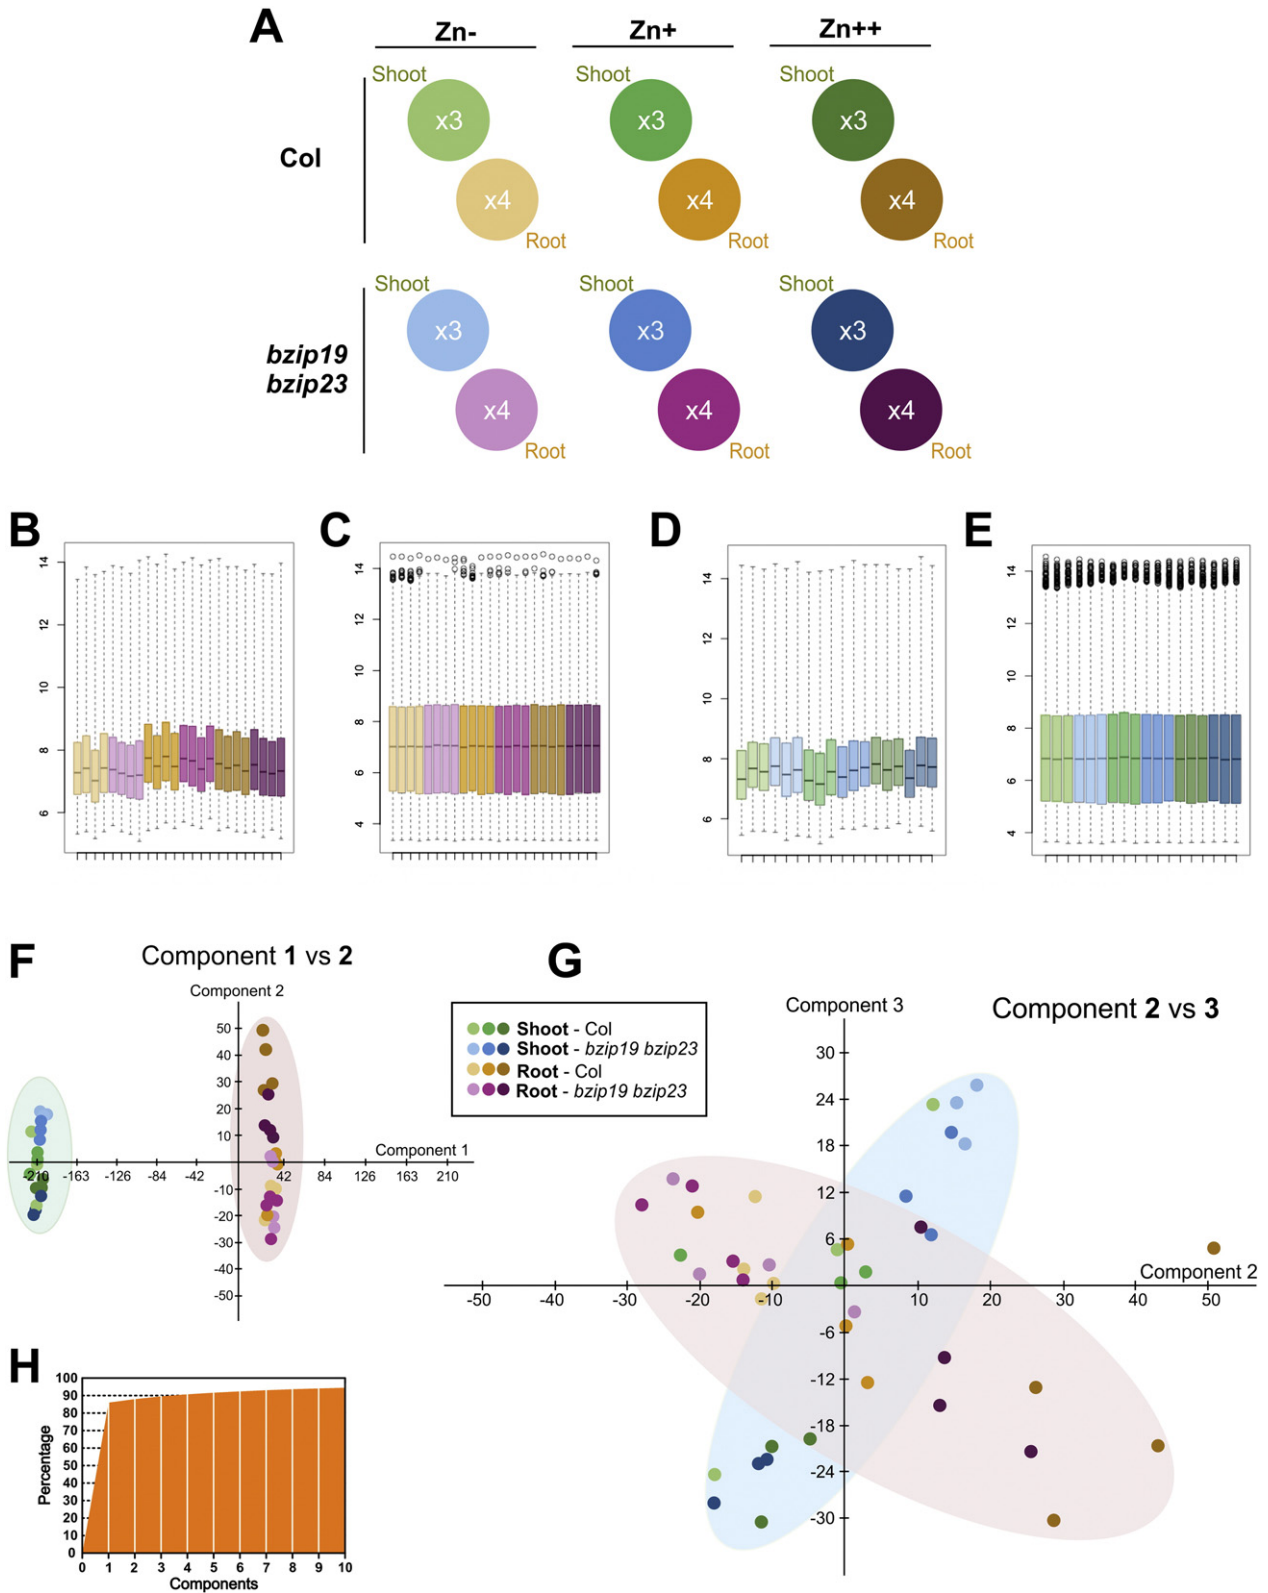 A
Zn- Zn+ Zn++
Shoot Shoot Shoot
x3 x3 x3
Col
x4 x4 x4
Root Root Root
Shoot Shoot Shoot
x3 x3 x3
bzip19
bzip23
x4 x4 x4
Root Root Root
B C D E
14
12
10
8
6
14
12
10
8
6
4
14
12
10
8
6
14
12
10
8
6
4
F
Component 1 vs 2
Component 2
50
40
30
20
10
Component 1
-210 -163 -126 -84 -42 42 84 126 163 210
-10
-20
-30
-40
-50
Shoot - Col
Shoot - bzip19 bzip23
Root - Col
Root - bzip19 bzip23
G
Component 3
Component 2 vs 3
30
24
18
12
6
Component 2
-50 -40 -30 -20 -10 10 20 30 40 50
-6
-12
-18
-24
-30
H
100
90
80
70
60
50
40
30
20
10
0
Percentage
0 1 2 3 4 5 6 7 8 9 10
Components